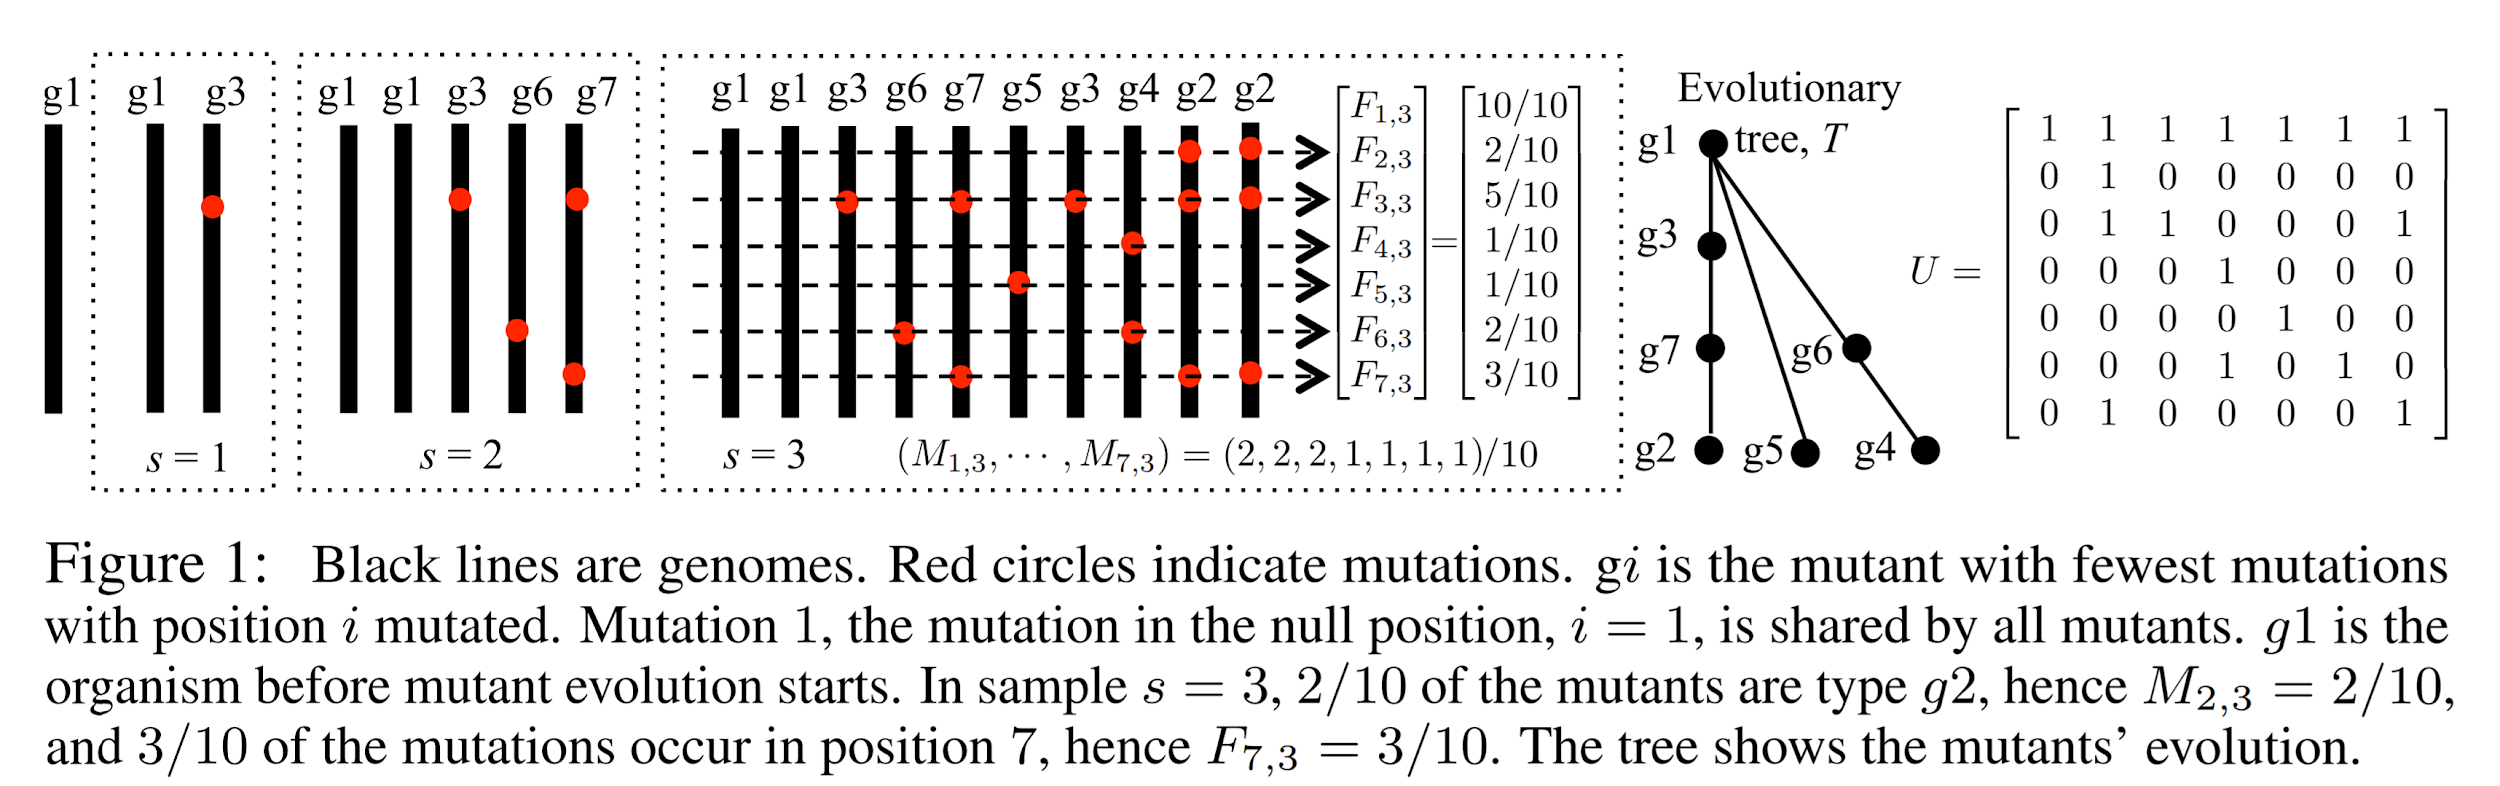 g1
g1 g3
s = 1
g1 g1 g3 g6 g7
s = 2
g1 g1 g3 g6 g7 g5 g3 g4 g2 g2
F1,3
F2,3
F3,3
F4,3
F5,3
F6,3
F7,3
=
10/10
2/10
5/10
1/10
1/10
2/10
3/10
s = 3 (M1,3, ··· , M7,3) = (2, 2, 2, 1, 1, 1, 1)/10
Evolutionary
tree, T
g1
g3
g7
g6
g2
g5
g4
U =
1 1 1 1 1 1 1
0 1 0 0 0 0 0
0 1 1 0 0 0 1
0 0 0 1 0 0 0
0 0 0 0 1 0 0
0 0 0 1 0 1 0
0 1 0 0 0 0 1
Figure 1: Black lines are genomes. Red circles indicate mutations. gi is the mutant with fewest mutations
with position i mutated. Mutation 1, the mutation in the null position, i = 1, is shared by all mutants. g1 is the
organism before mutant evolution starts. In sample s = 3, 2/10 of the mutants are type g2, hence M2,3 = 2/10,
and 3/10 of the mutations occur in position 7, hence F7,3 = 3/10. The tree shows the mutants' evolution.